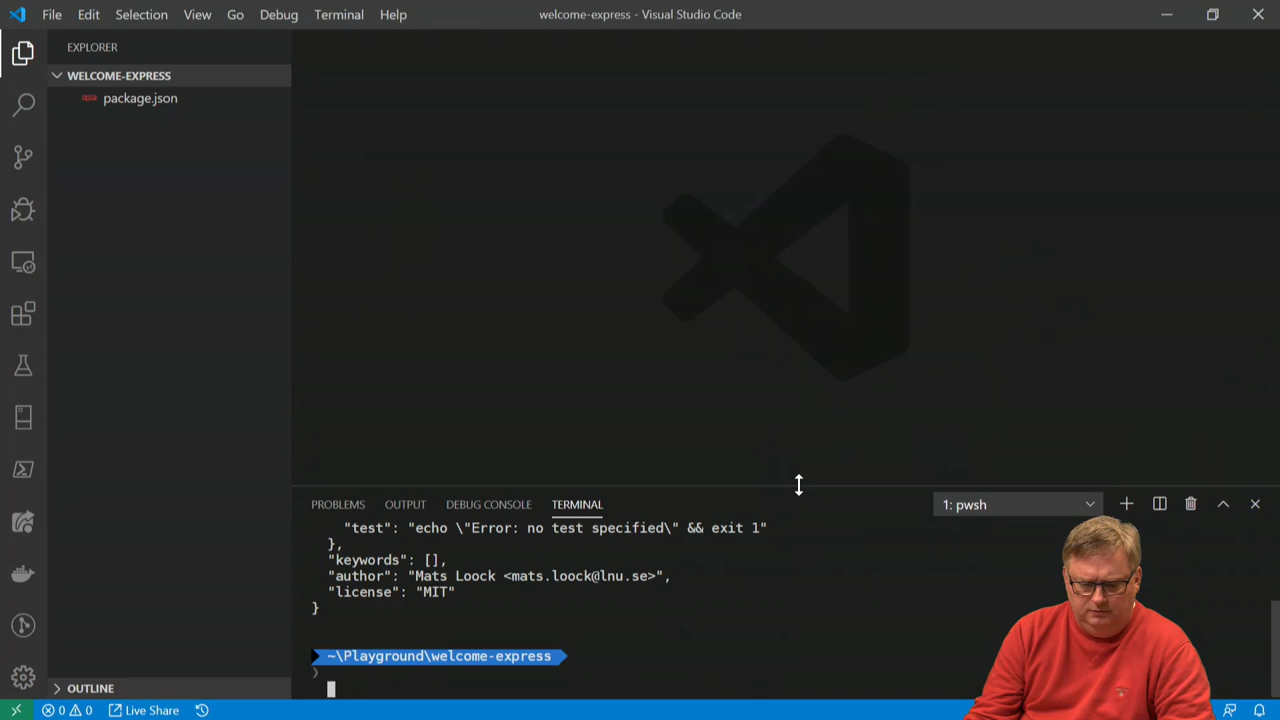 File Edit Selection View Go Debug Terminal Help
welcome-express - Visual Studio Code
EXPLORER
WELCOME-EXPRESS
package.json
OUTLINE
PROBLEMS OUTPUT DEBUG CONSOLE TERMINAL
1: pwsh
"test": "echo \"Error: no test specified\" && exit 1"
},
"keywords": [],
"author": "Mats Loock <mats.loock@lnu.se>",
"license": "MIT"
}
~\Playground\welcome-express
❯
0 0 Live Share